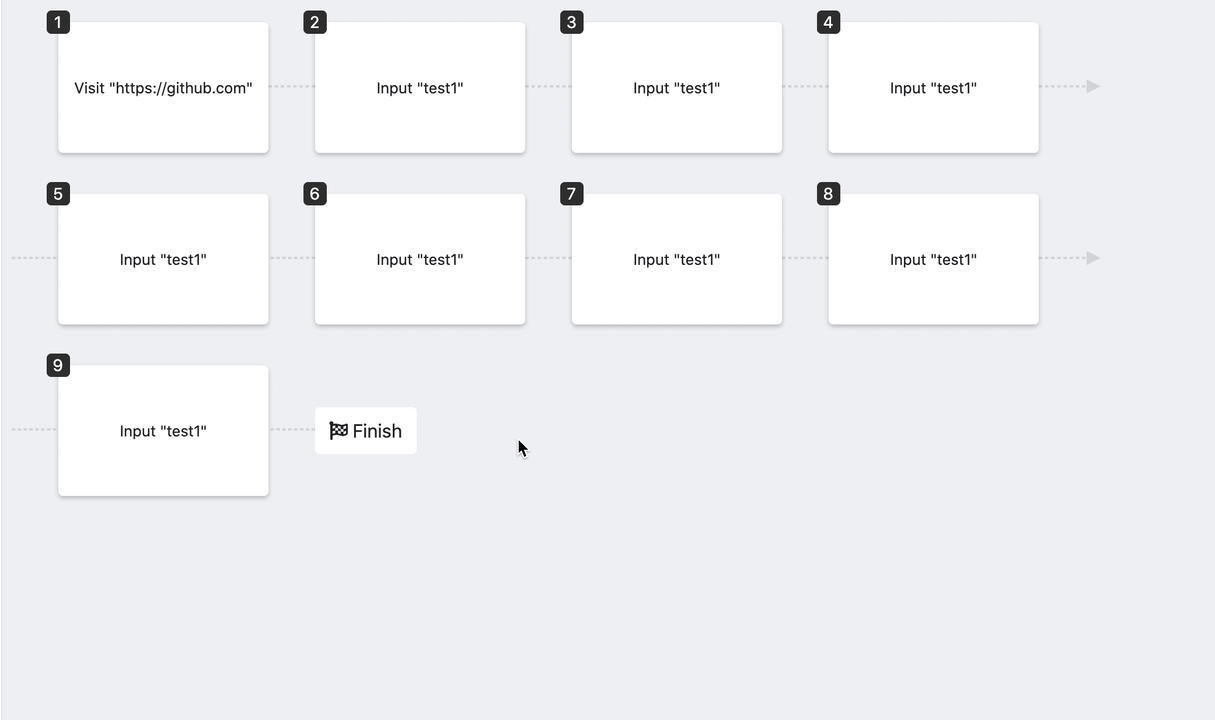 1
Visit "https://github.com"
2
Input "test1"
3
Input "test1"
4
Input "test1"
5
Input "test1"
6
Input "test1"
7
Input "test1"
8
Input "test1"
9
Input "test1"
Finish